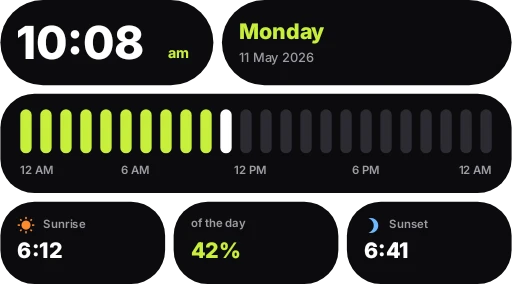 10:08 am
Monday
11 May 2026
12 AM 6 AM 12 PM 6 PM 12 AM
Sunrise
6:12
of the day
42%
Sunset
6:41